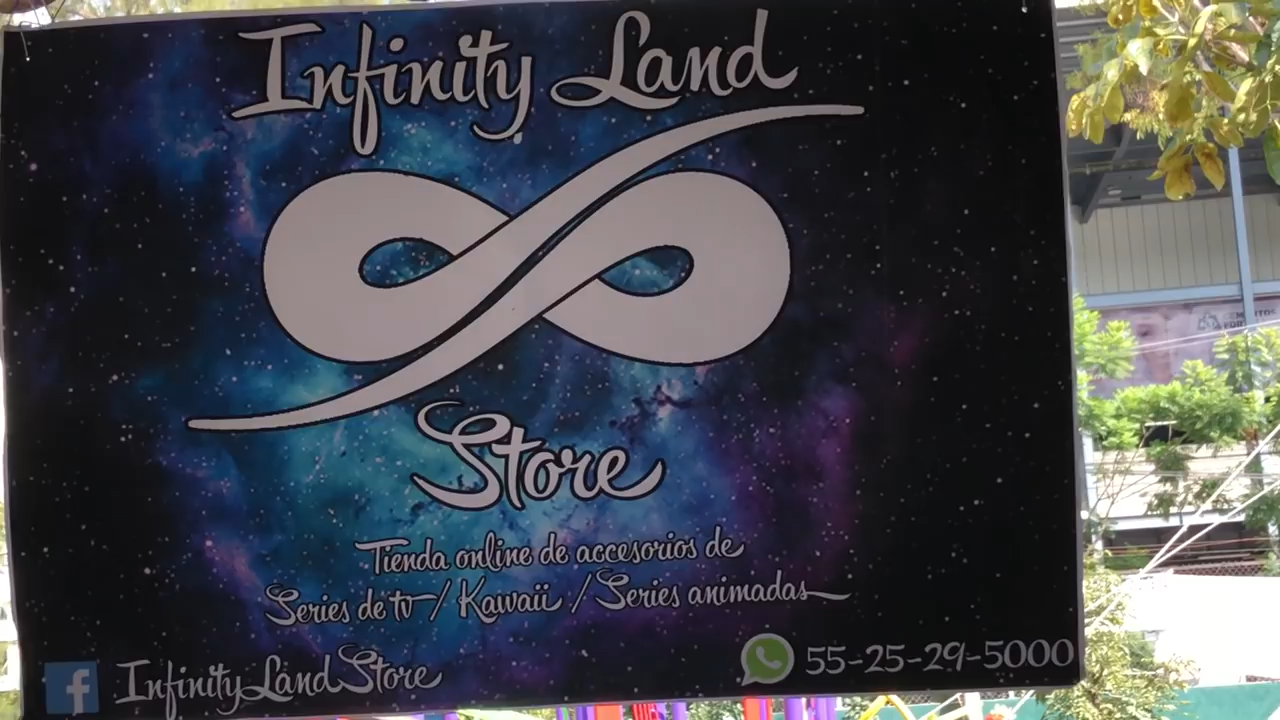 Infinity Land
Store
Tienda online de accesorios de
Series de tv / Kawaii / Series animadas
f InfinityLandStore
55-25-29-5000